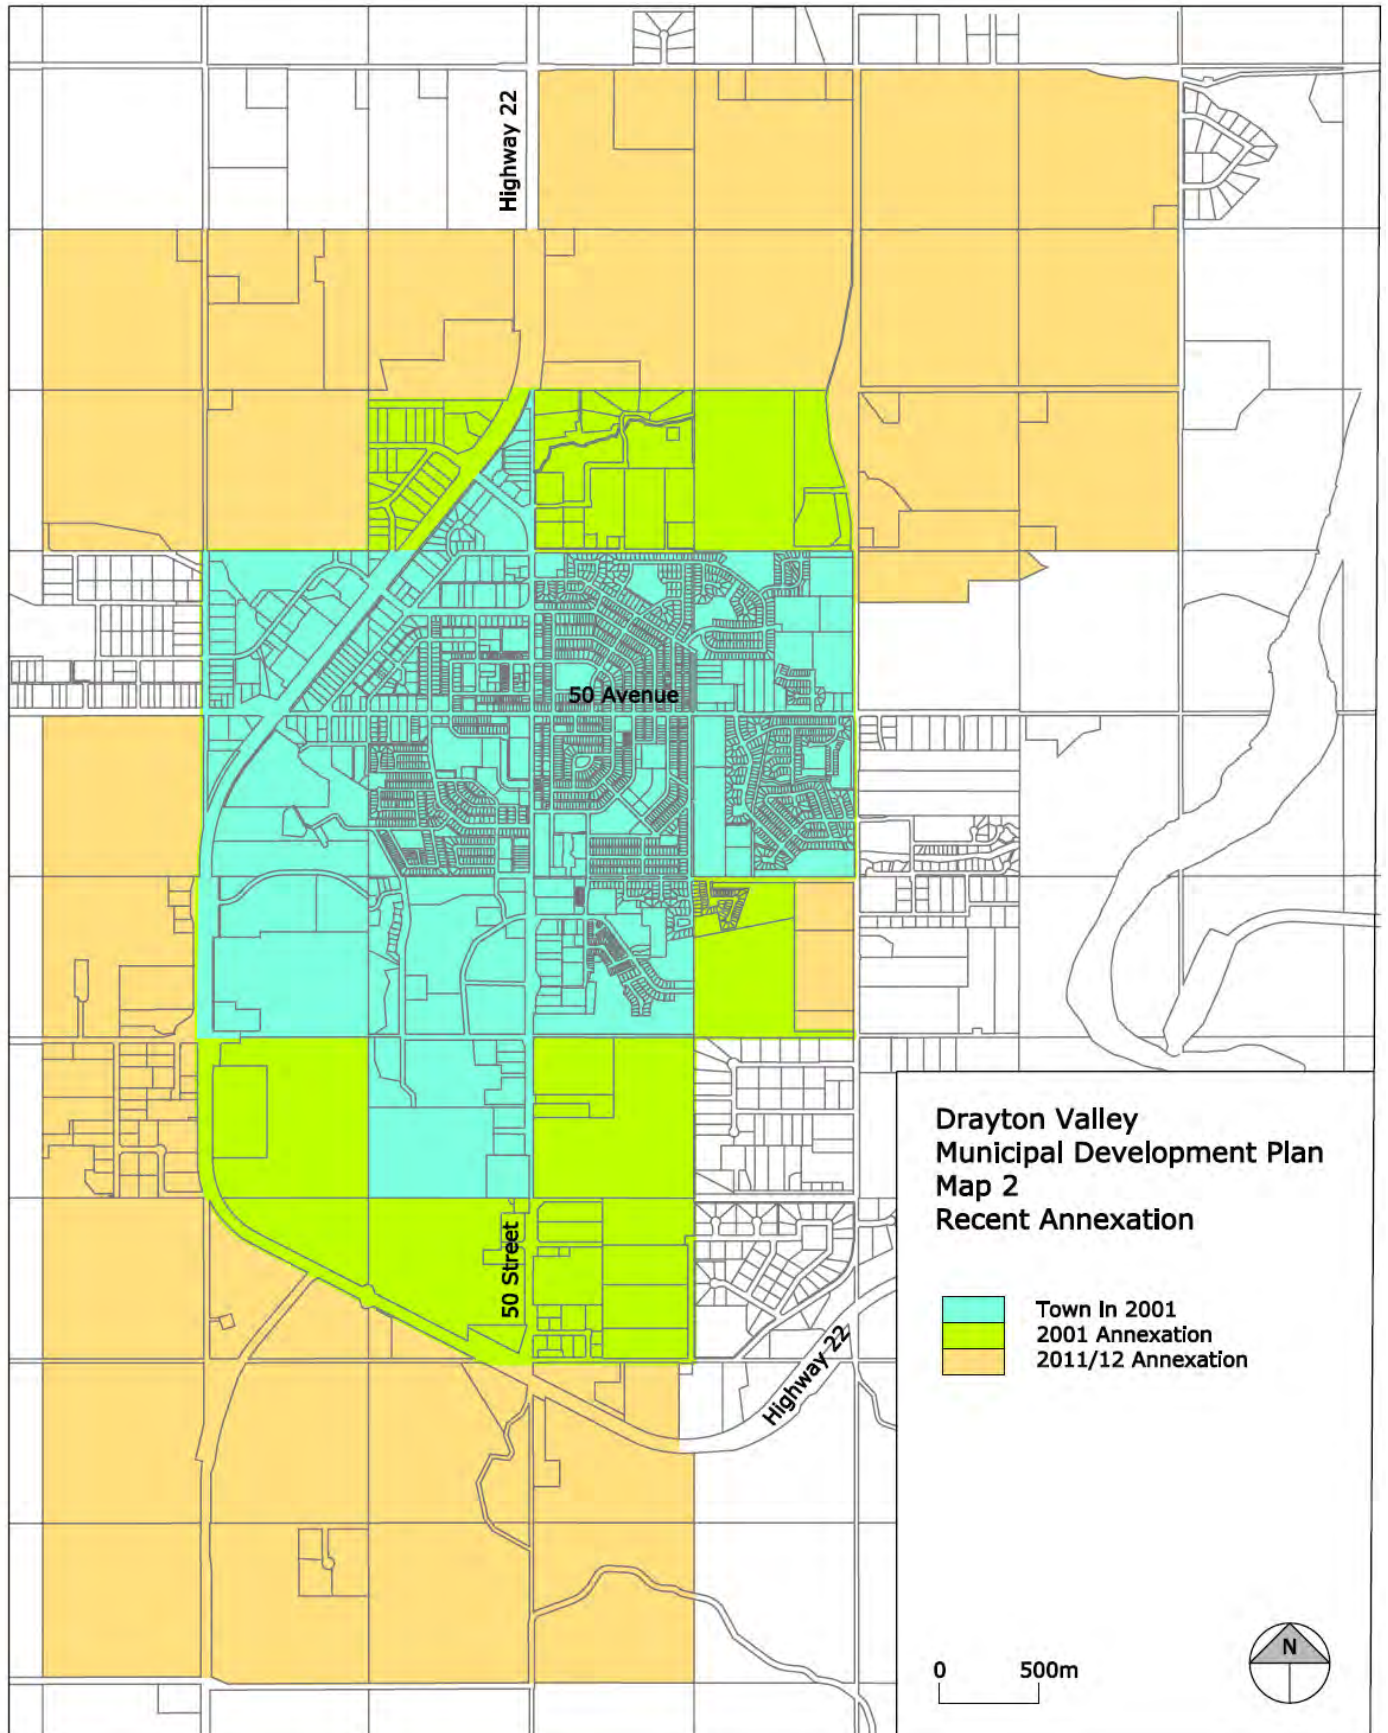 Highway 22
50 Avenue
50 Street
Highway 22
Drayton Valley
Municipal Development Plan
Map 2
Recent Annexation
Town In 2001
2001 Annexation
2011/12 Annexation
0 500m
N